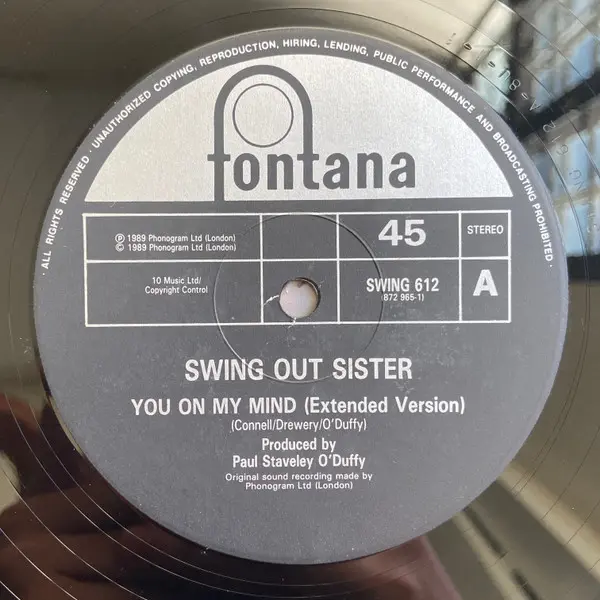 ALL RIGHTS RESERVED · UNAUTHORIZED COPYING, REPRODUCTION, HIRING, LENDING, PUBLIC PERFORMANCE AND BROADCASTING PROHIBITED ·
fontana
℗ 1989 Phonogram Ltd (London)
© 1989 Phonogram Ltd (London)
45
STEREO
10 Music Ltd/
Copyright Control
SWING 612
(872 965-1)
A
SWING OUT SISTER
YOU ON MY MIND (Extended Version)
(Connell/Drewery/O'Duffy)
Produced by
Paul Staveley O'Duffy
Original sound recording made by
Phonogram Ltd (London)